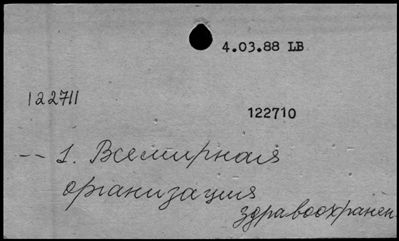 4.03.88 LB
122711
122710
-- 1. Всемирная
организация
здравоохранен